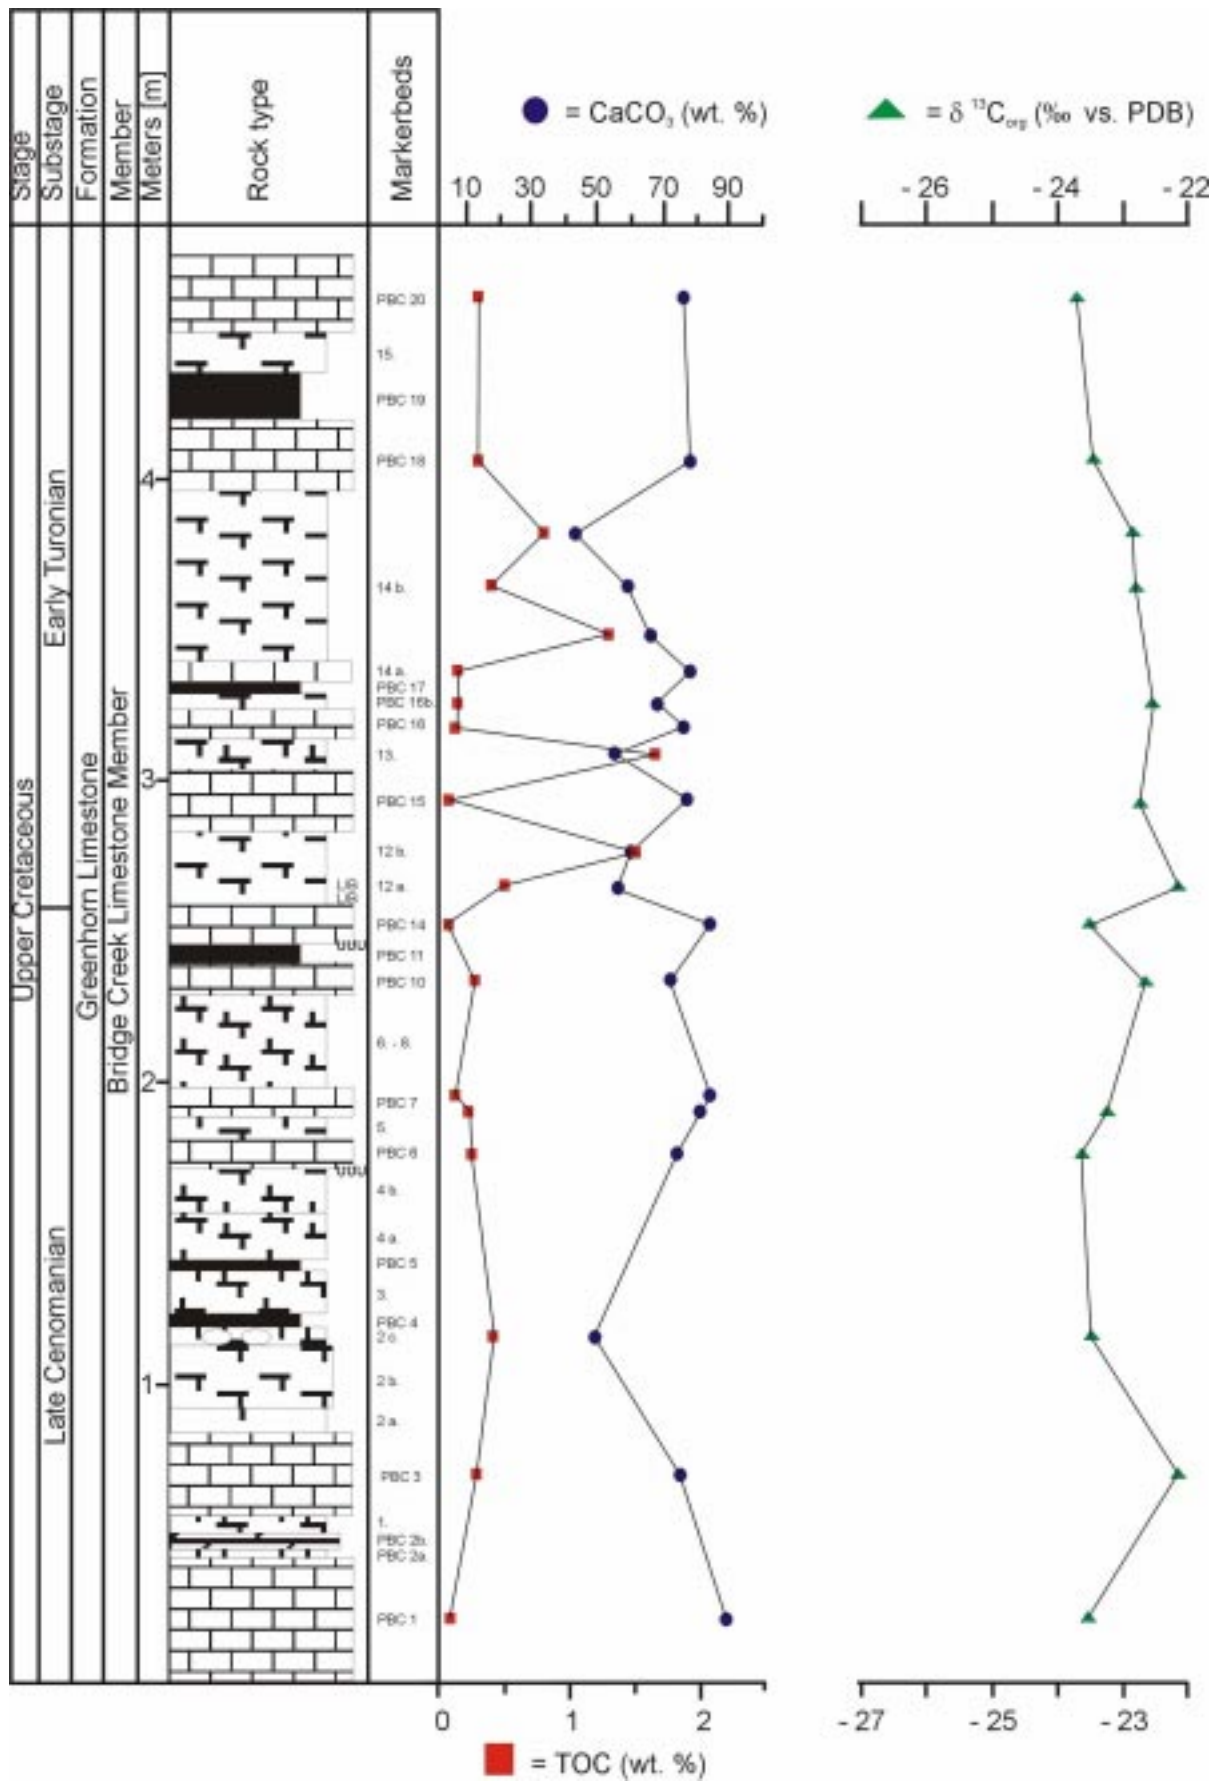 Stage
Substage
Formation
Member
Meters [m]
Rock type
Markerbeds
= CaCO₃ (wt. %)
= δ ¹³C org (‰ vs. PDB)
10 30 50 70 90
-26 -24 -22
Upper Cretaceous
Early Turonian
Late Cenomanian
Greenhorn Limestone
Bridge Creek Limestone Member
4
3
2
1
PBC 20
15.
PBC 19
PBC 18
14 b.
14 a.
PBC 17
PBC 16b.
PBC 16
13.
PBC 15
12 b.
12 a.
PBC 14
PBC 11
PBC 10
6. - 8.
PBC 7
5.
PBC 6
4 b.
4 a.
PBC 5
3.
PBC 4
2 c.
2 b.
2 a.
PBC 3
1.
PBC 2b.
PBC 2a.
PBC 1
0 1 2
-27 -25 -23
= TOC (wt. %)